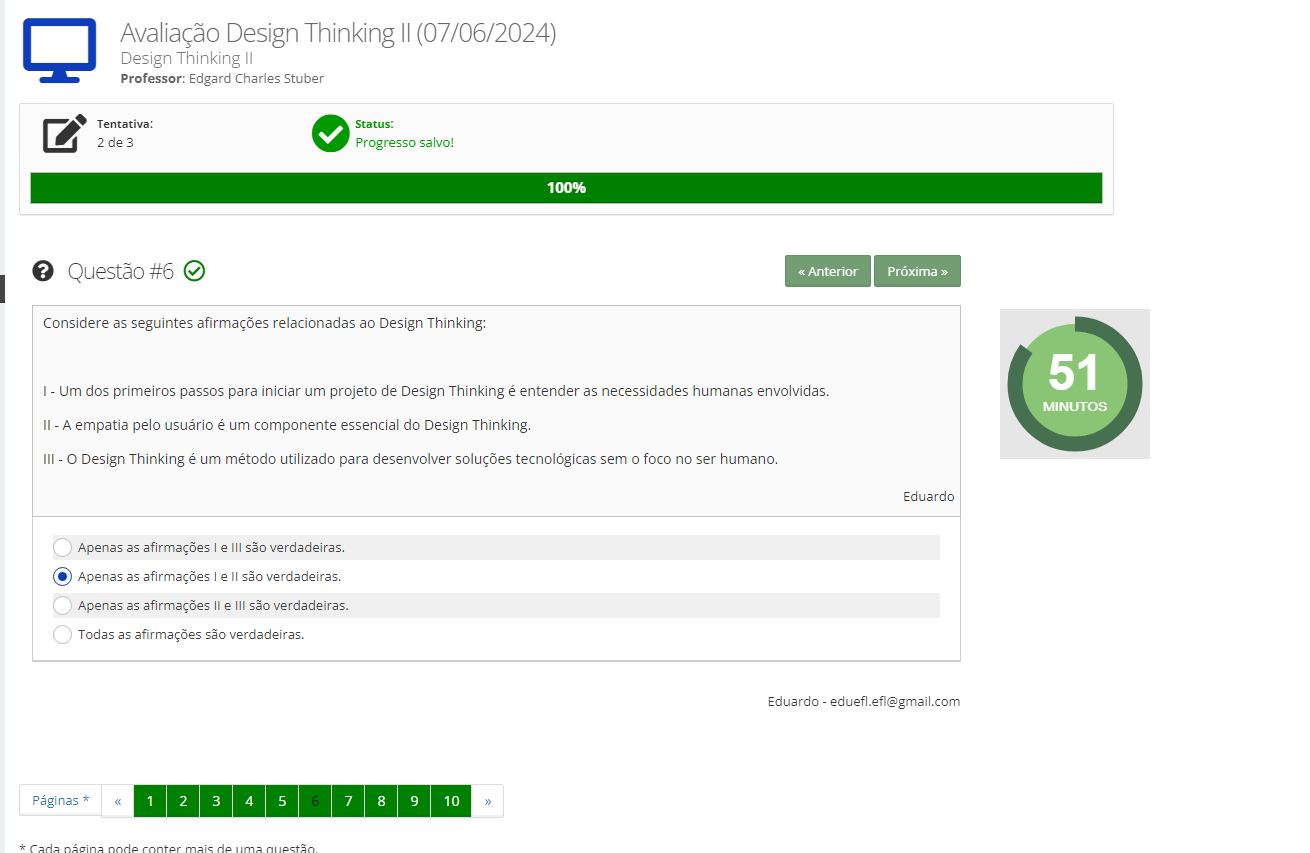 Avaliação Design Thinking II (07/06/2024)
Design Thinking II
Professor: Edgard Charles Stuber
Tentativa:
2 de 3
Status:
Progresso salvo!
100%
Questão #6
« Anterior
Próxima »
Considere as seguintes afirmações relacionadas ao Design Thinking:
I - Um dos primeiros passos para iniciar um projeto de Design Thinking é entender as necessidades humanas envolvidas.
II - A empatia pelo usuário é um componente essencial do Design Thinking.
III - O Design Thinking é um método utilizado para desenvolver soluções tecnológicas sem o foco no ser humano.
Eduardo
51
MINUTOS
Apenas as afirmações I e III são verdadeiras.
Apenas as afirmações I e II são verdadeiras.
Apenas as afirmações II e III são verdadeiras.
Todas as afirmações são verdadeiras.
Eduardo - eduefl.efl@gmail.com
Páginas * « 1 2 3 4 5 6 7 8 9 10 »
* Cada página pode conter mais de uma questão.